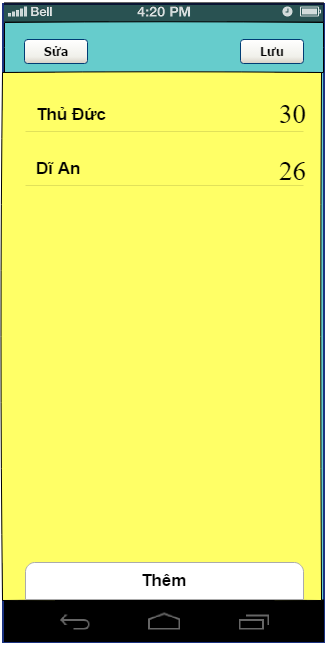 Bell 4:20 PM
Sửa Lưu
Thủ Đức 30
Dĩ An 26
Thêm